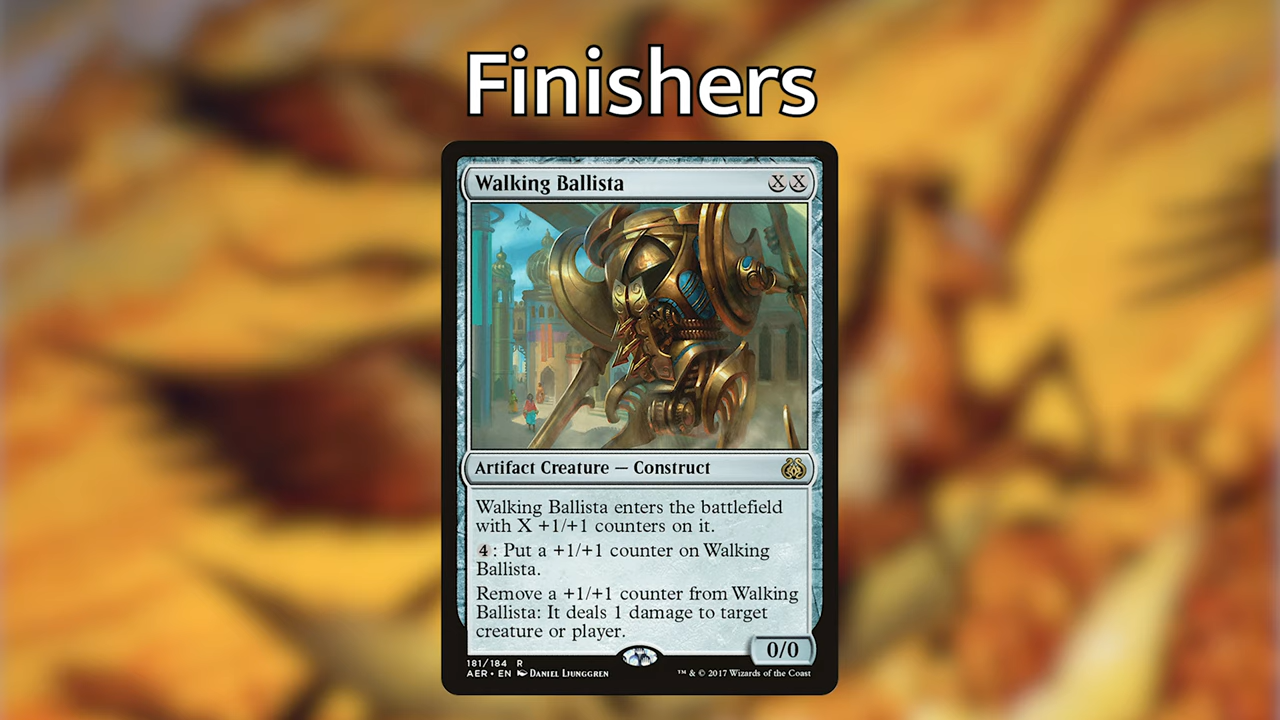 Finishers
Walking Ballista XX
Artifact Creature — Construct
Walking Ballista enters the battlefield
with X +1/+1 counters on it.
4: Put a +1/+1 counter on Walking
Ballista.
Remove a +1/+1 counter from Walking
Ballista: It deals 1 damage to target
creature or player.
0/0
181/184 R
AER • EN Daniel Ljunggren
™ & © 2017 Wizards of the Coast